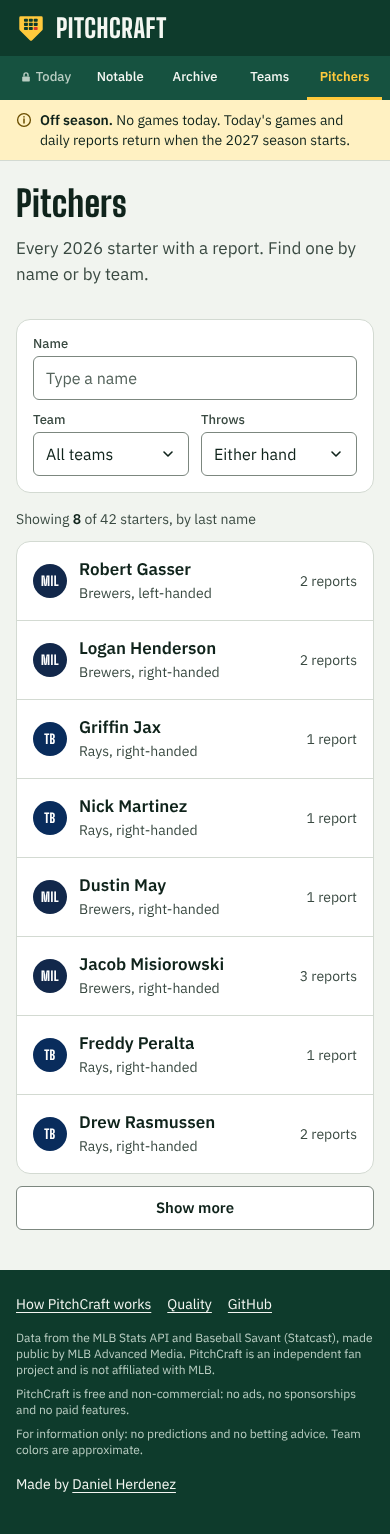 PITCHCRAFT
Today Notable Archive Teams Pitchers
Off season. No games today. Today's games and
daily reports return when the 2027 season starts.
Pitchers
Every 2026 starter with a report. Find one by
name or by team.
Name
Type a name
Team Throws
All teams Either hand
Showing 8 of 42 starters, by last name
MIL Robert Gasser
Brewers, left-handed 2 reports
MIL Logan Henderson
Brewers, right-handed 2 reports
TB Griffin Jax
Rays, right-handed 1 report
TB Nick Martinez
Rays, right-handed 1 report
MIL Dustin May
Brewers, right-handed 1 report
MIL Jacob Misiorowski
Brewers, right-handed 3 reports
TB Freddy Peralta
Rays, right-handed 1 report
TB Drew Rasmussen
Rays, right-handed 2 reports
Show more
How PitchCraft works Quality GitHub
Data from the MLB Stats API and Baseball Savant (Statcast), made
public by MLB Advanced Media. PitchCraft is an independent fan
project and is not affiliated with MLB.
PitchCraft is free and non-commercial: no ads, no sponsorships
and no paid features.
For information only: no predictions and no betting advice. Team
colors are approximate.
Made by Daniel Herdenez